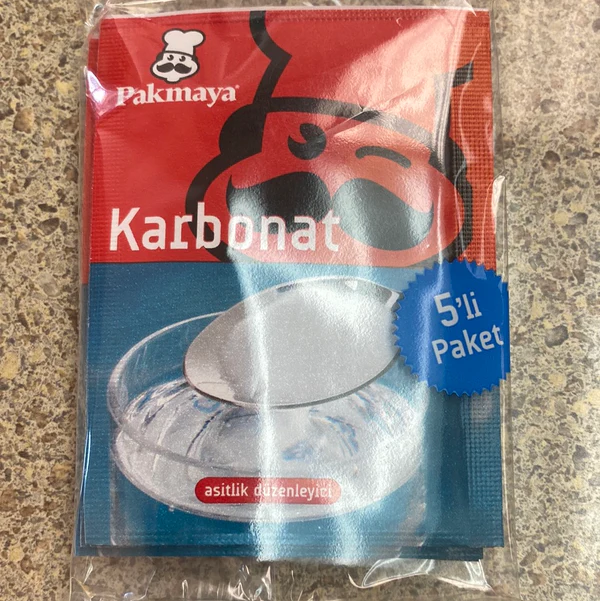 Pakmaya
Karbonat
5'li
Paket
asitlik düzenleyici